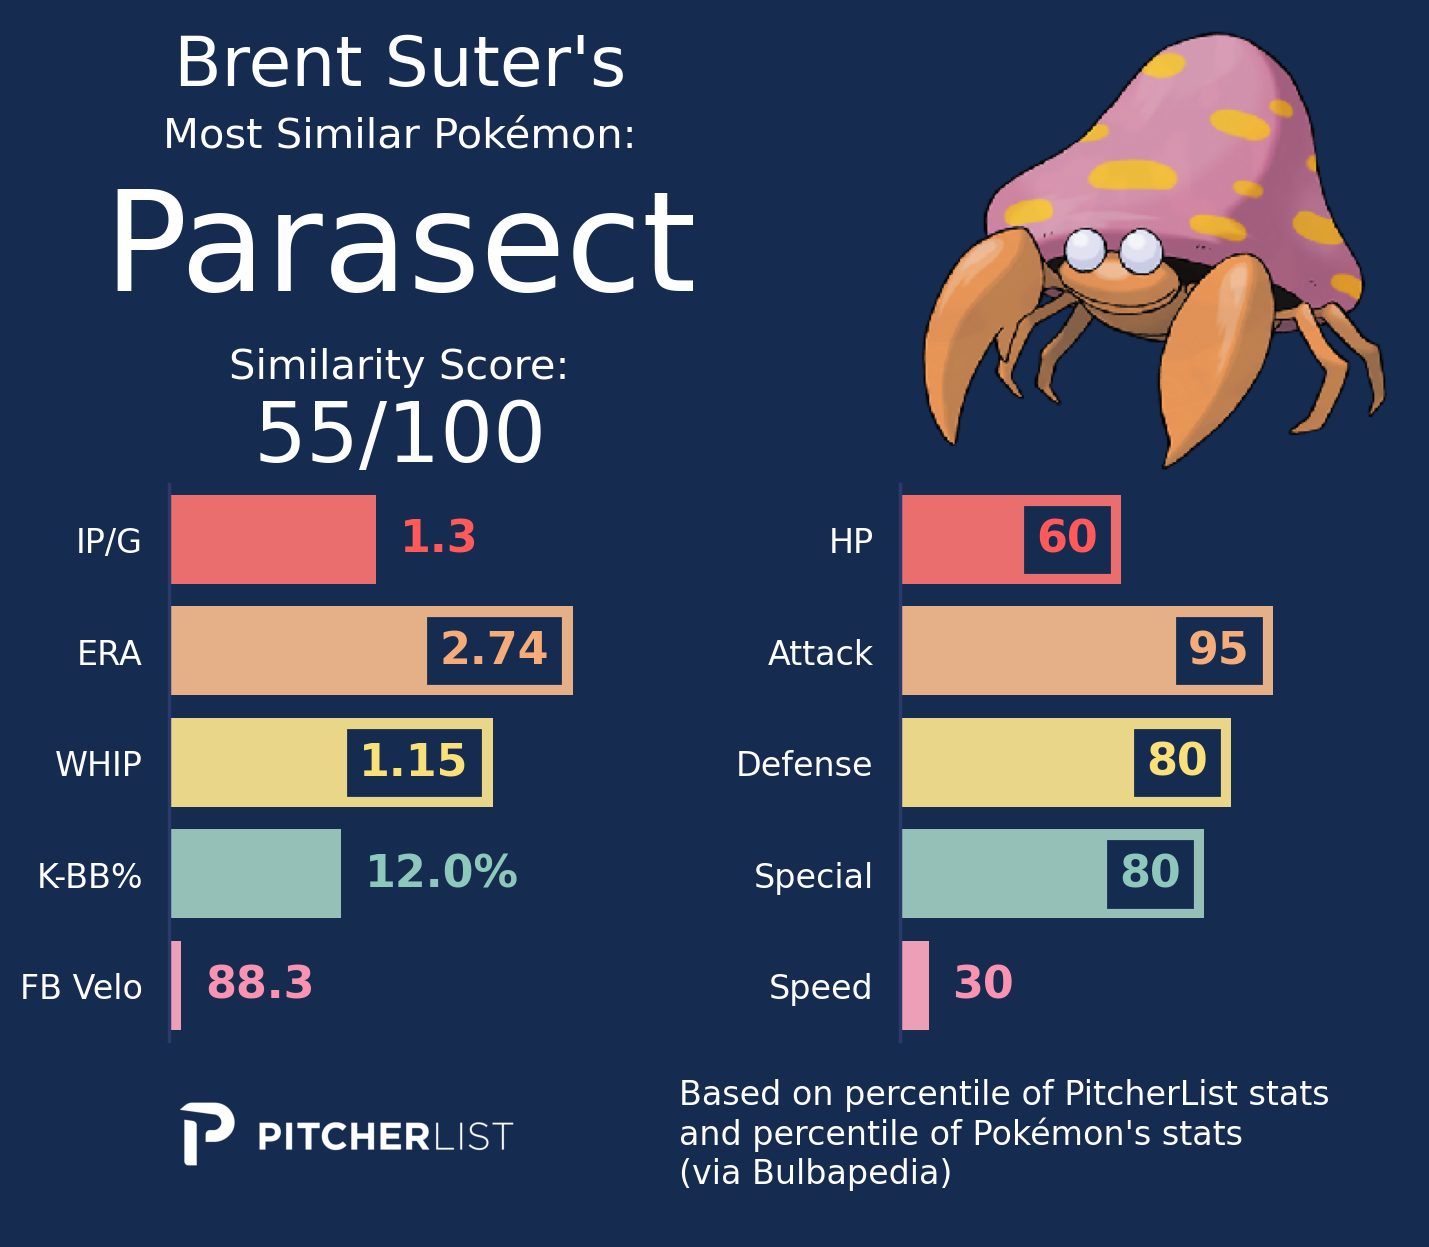 Brent Suter's
Most Similar Pokémon:
Parasect
Similarity Score:
55/100
IP/G 1.3
ERA 2.74
WHIP 1.15
K-BB% 12.0%
FB Velo 88.3
HP 60
Attack 95
Defense 80
Special 80
Speed 30
PITCHERLIST
Based on percentile of PitcherList stats
and percentile of Pokémon's stats
(via Bulbapedia)